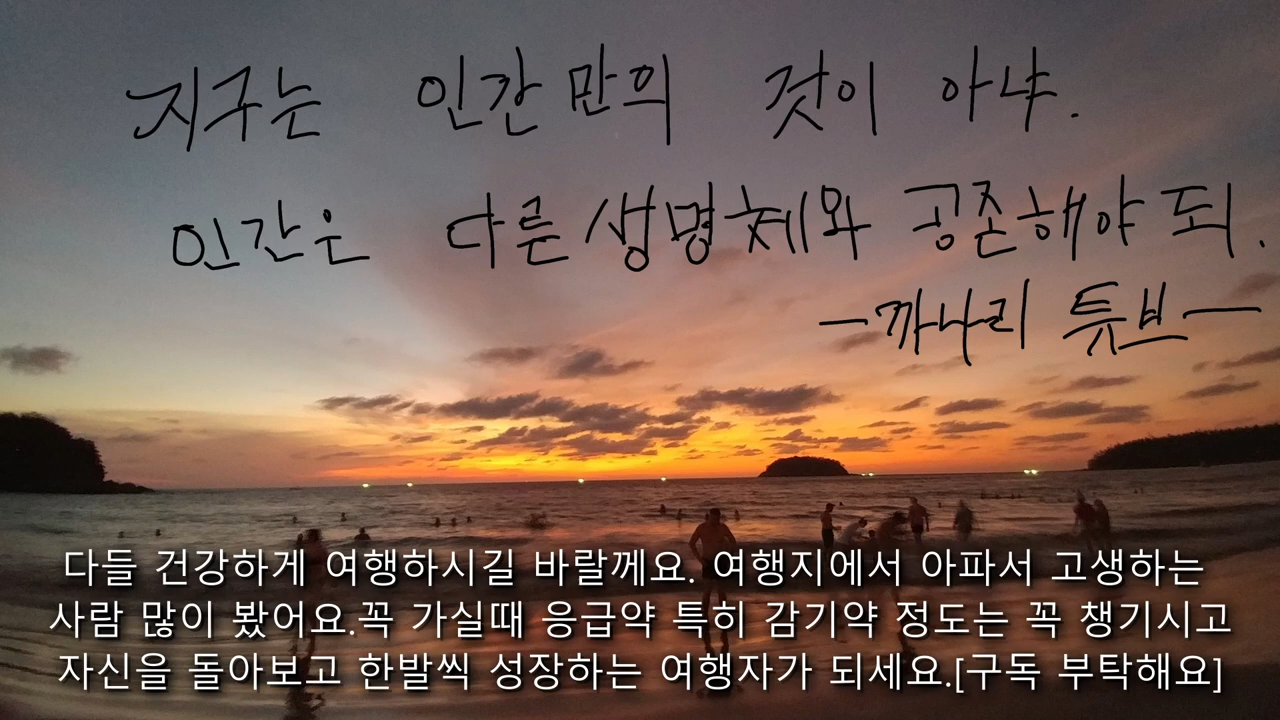 지구는 인간만의 것이 아냐.
인간은 다른 생명체와 공존해야 되.
-까나리 튜브-
다들 건강하게 여행하시길 바랄께요. 여행지에서 아파서 고생하는
사람 많이 봤어요.꼭 가실때 응급약 특히 감기약 정도는 꼭 챙기시고
자신을 돌아보고 한발씩 성장하는 여행자가 되세요.[구독 부탁해요]